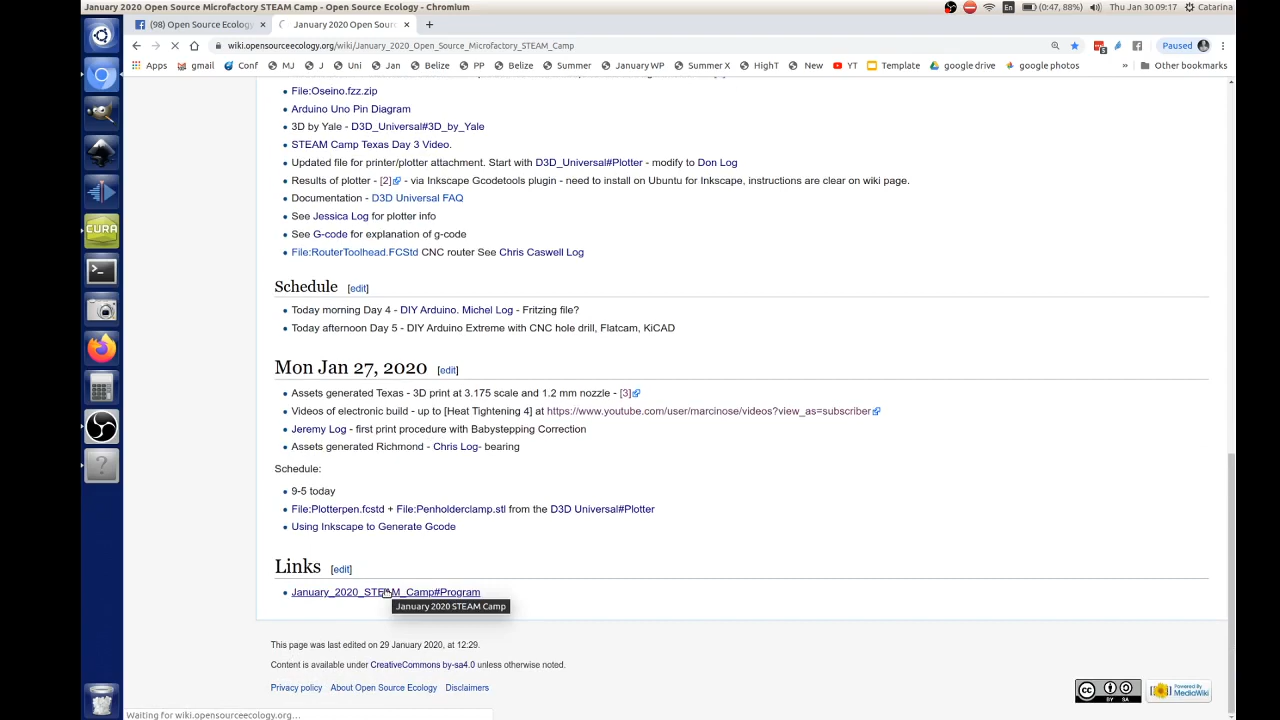 January 2020 Open Source Microfactory STEAM Camp - Open Source Ecology - Chromium
En (0:47, 88%) Thu Jan 30 09:17 Catarina
(98) Open Source Ecology
January 2020 Open Sour
wiki.opensourceecology.org/wiki/January_2020_Open_Source_Microfactory_STEAM_Camp
Paused
Apps gmail Conf MJ J Uni Jan Belize PP Belize Summer January WP Summer X HighT New YT Template google drive google photos » Other bookmarks
File:Oseino.fzz.zip
Arduino Uno Pin Diagram
3D by Yale - D3D_Universal#3D_by_Yale
STEAM Camp Texas Day 3 Video.
Updated file for printer/plotter attachment. Start with D3D_Universal#Plotter - modify to Don Log
Results of plotter - [2] - via Inkscape Gcodetools plugin - need to install on Ubuntu for Inkscape, instructions are clear on wiki page.
Documentation - D3D Universal FAQ
See Jessica Log for plotter info
See G-code for explanation of g-code
File:RouterToolhead.FCStd CNC router See Chris Caswell Log
Schedule [edit]
Today morning Day 4 - DIY Arduino. Michel Log - Fritzing file?
Today afternoon Day 5 - DIY Arduino Extreme with CNC hole drill, Flatcam, KiCAD
Mon Jan 27, 2020 [edit]
Assets generated Texas - 3D print at 3.175 scale and 1.2 mm nozzle - [3]
Videos of electronic build - up to [Heat Tightening 4] at https://www.youtube.com/user/marcinose/videos?view_as=subscriber
Jeremy Log - first print procedure with Babystepping Correction
Assets generated Richmond - Chris Log- bearing
Schedule:
9-5 today
File:Plotterpen.fcstd + File:Penholderclamp.stl from the D3D Universal#Plotter
Using Inkscape to Generate Gcode
Links [edit]
January_2020_STEAM_Camp#Program
January 2020 STEAM Camp
This page was last edited on 29 January 2020, at 12:29.
Content is available under CreativeCommons by-sa4.0 unless otherwise noted.
Privacy policy About Open Source Ecology Disclaimers
CC BY SA
Powered By MediaWiki
Waiting for wiki.opensourceecology.org...
CURA